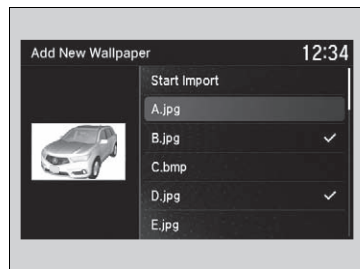 Add New Wallpaper
12:34
Start Import
A.jpg
B.jpg
C.bmp
D.jpg
E.jpg